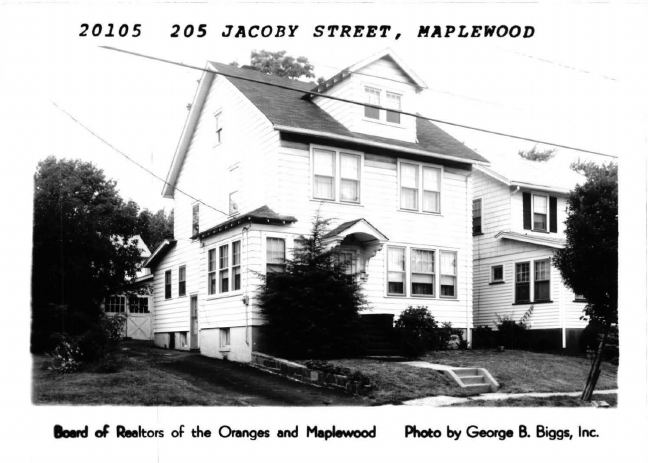 20105 205 JACOBY STREET, MAPLEWOOD
Board of Realtors of the Oranges and Maplewood Photo by George B. Biggs, Inc.